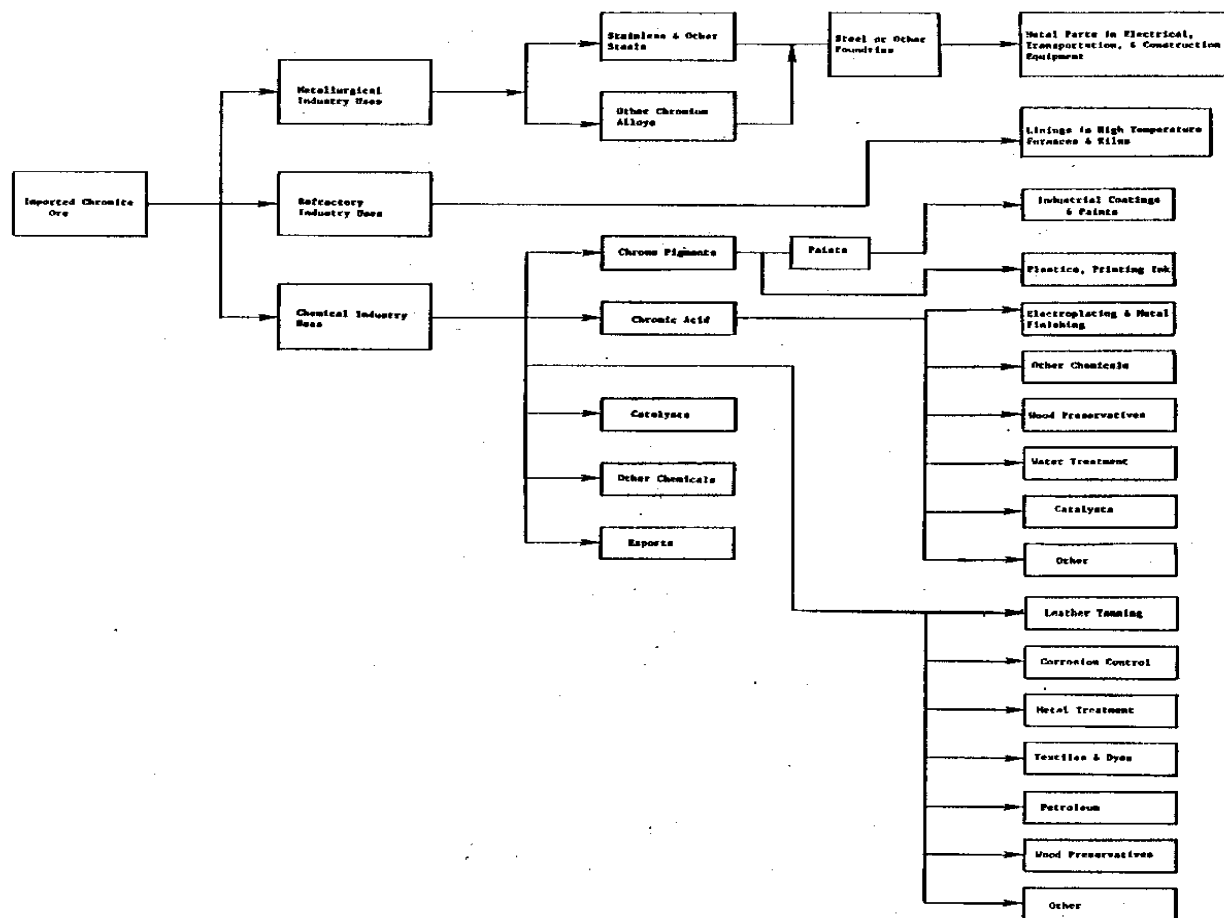 Stainless & Other
Steels
Steel or Other
Foundries
Metal Parts in Electrical,
Transportation, & Construction
Equipment
Metallurgical
Industry Uses
Other Chromium
Alloys
Linings in High Temperature
Furnaces & Kilns
Imported Chromite
Ore
Refractory
Industry Uses
Industrial Coatings
& Paints
Chrome Pigments
Paints
Plastics, Printing Ink
Chemical Industry
Uses
Chromic Acid
Electroplating & Metal
Finishing
Other Chemicals
Catalysts
Wood Preservatives
Other Chemicals
Water Treatment
Catalysts
Exports
Other
Leather Tanning
Corrosion Control
Metal Treatment
Textiles & Dyes
Petroleum
Wood Preservatives
Other